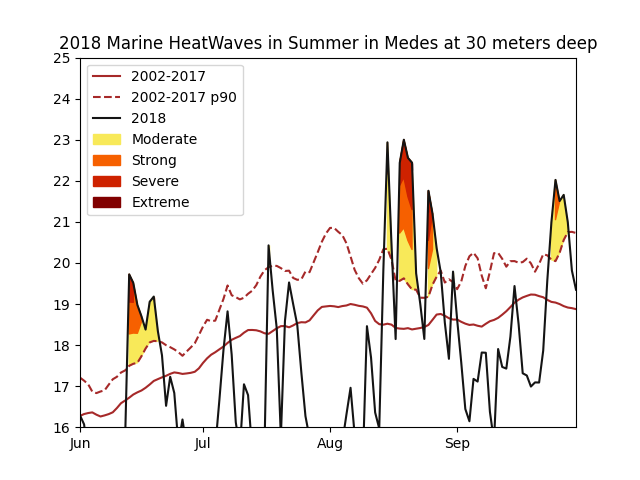 2018 Marine HeatWaves in Summer in Medes at 30 meters deep
25
24
23
22
21
20
19
18
17
16
2002-2017
2002-2017 p90
2018
Moderate
Strong
Severe
Extreme
Jun
Jul
Aug
Sep